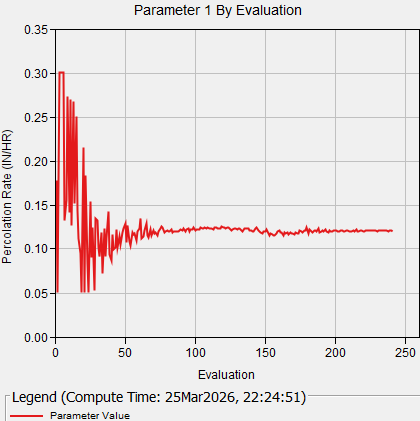 Parameter 1 By Evaluation
0.35
0.30
0.25
0.20
0.15
0.10
0.05
0.00
Percolation Rate (IN/HR)
0 50 100 150 200 250
Evaluation
Legend (Compute Time: 25Mar2026, 22:24:51)
Parameter Value